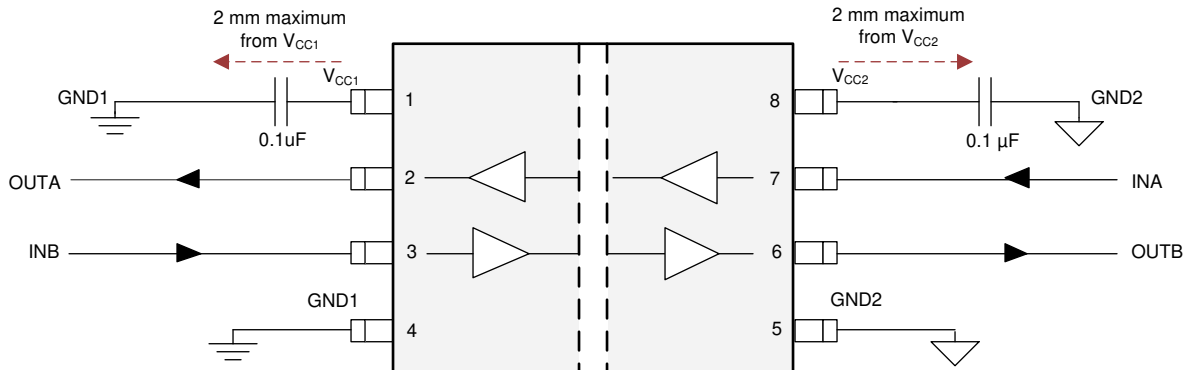 2 mm maximum
from VCC1
2 mm maximum
from VCC2
VCC1
VCC2
GND1
1
8
GND2
0.1uF
0.1 µF
OUTA
2
7
INA
INB
3
6
OUTB
GND1
GND2
4
5